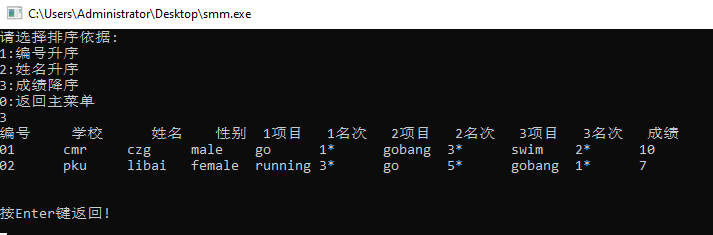 C:\Users\Administrator\Desktop\smm.exe
请选择排序依据:
1:编号升序
2:姓名升序
3:成绩降序
0:返回主菜单
3
编号 学校 姓名 性别 1项目 1名次 2项目 2名次 3项目 3名次 成绩
01 cmr czg male go 1* gobang 3* swim 2* 10
02 pku libai female running 3* go 5* gobang 1* 7
按Enter键返回!